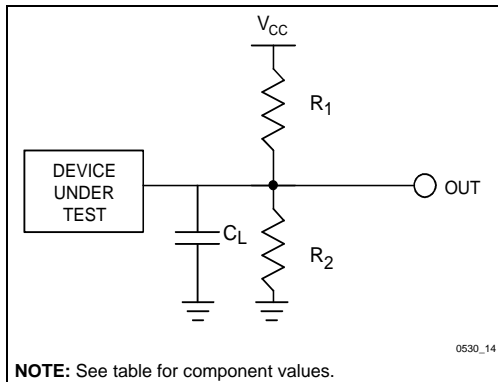 VCC
R1
DEVICE
UNDER
TEST
OUT
CL
R2
0530_14
NOTE: See table for component values.